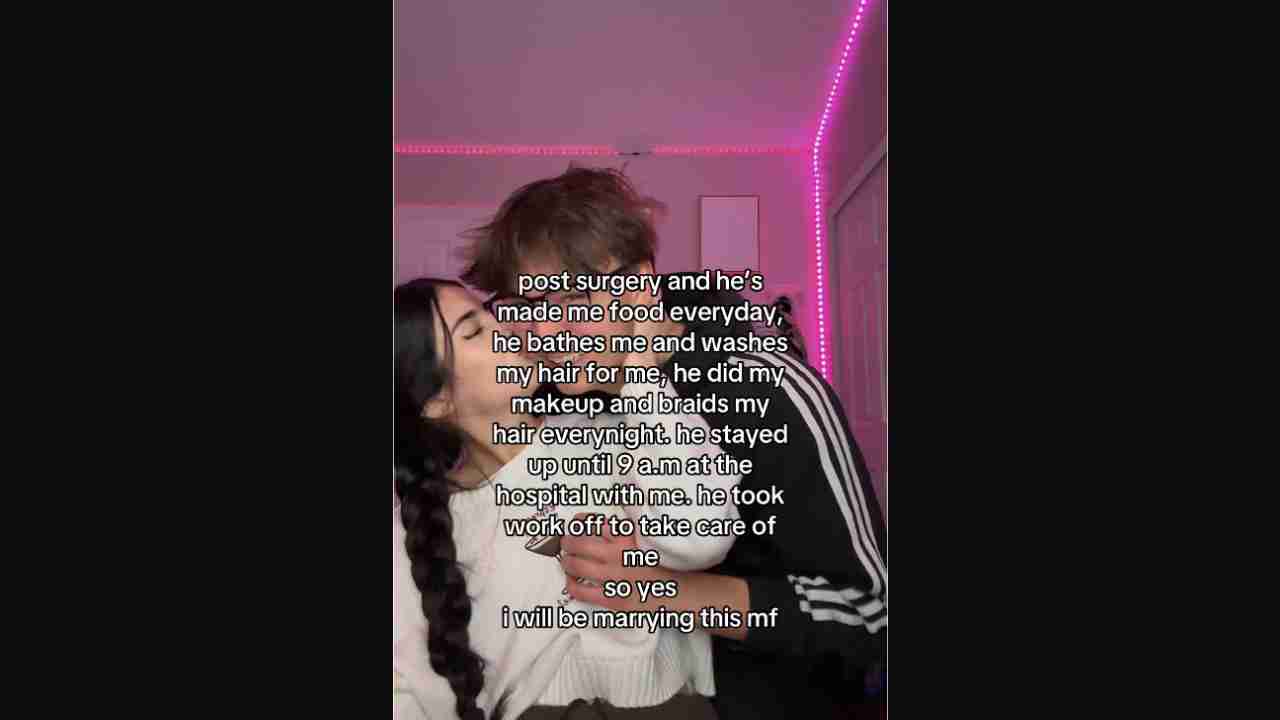 post surgery and he's
made me food everyday,
he bathes me and washes
my hair for me, he did my
makeup and braids my
hair everynight. he stayed
up until 9 a.m at the
hospital with me. he took
work off to take care of
me
so yes
i will be marrying this mf